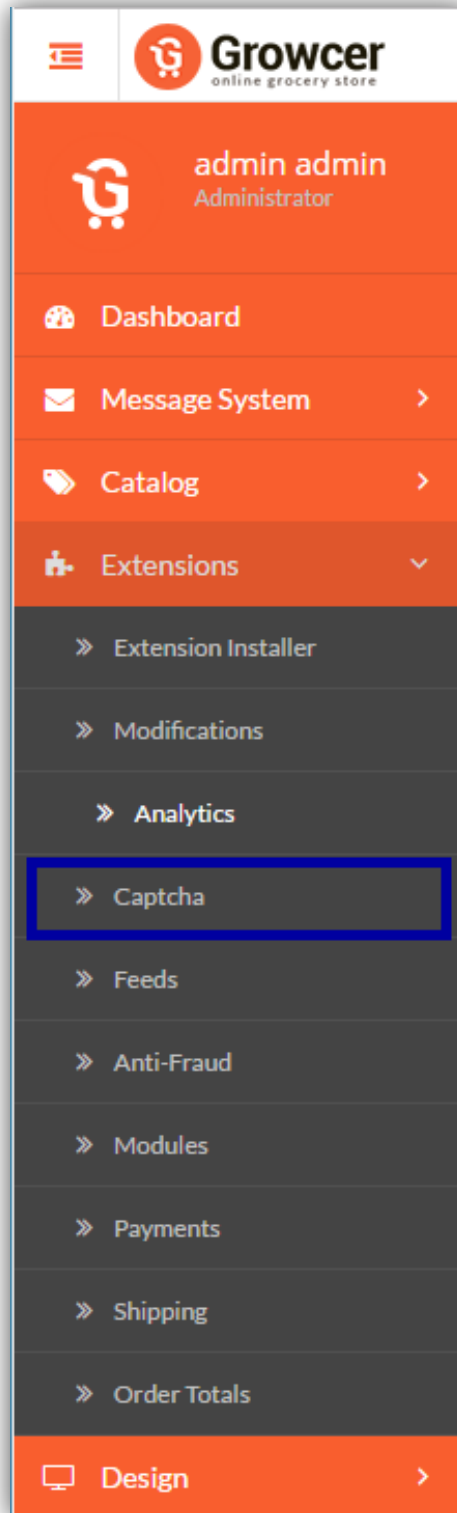 Growcer
online grocery store
admin admin
Administrator
Dashboard
Message System
Catalog
Extensions
Extension Installer
Modifications
Analytics
Captcha
Feeds
Anti-Fraud
Modules
Payments
Shipping
Order Totals
Design